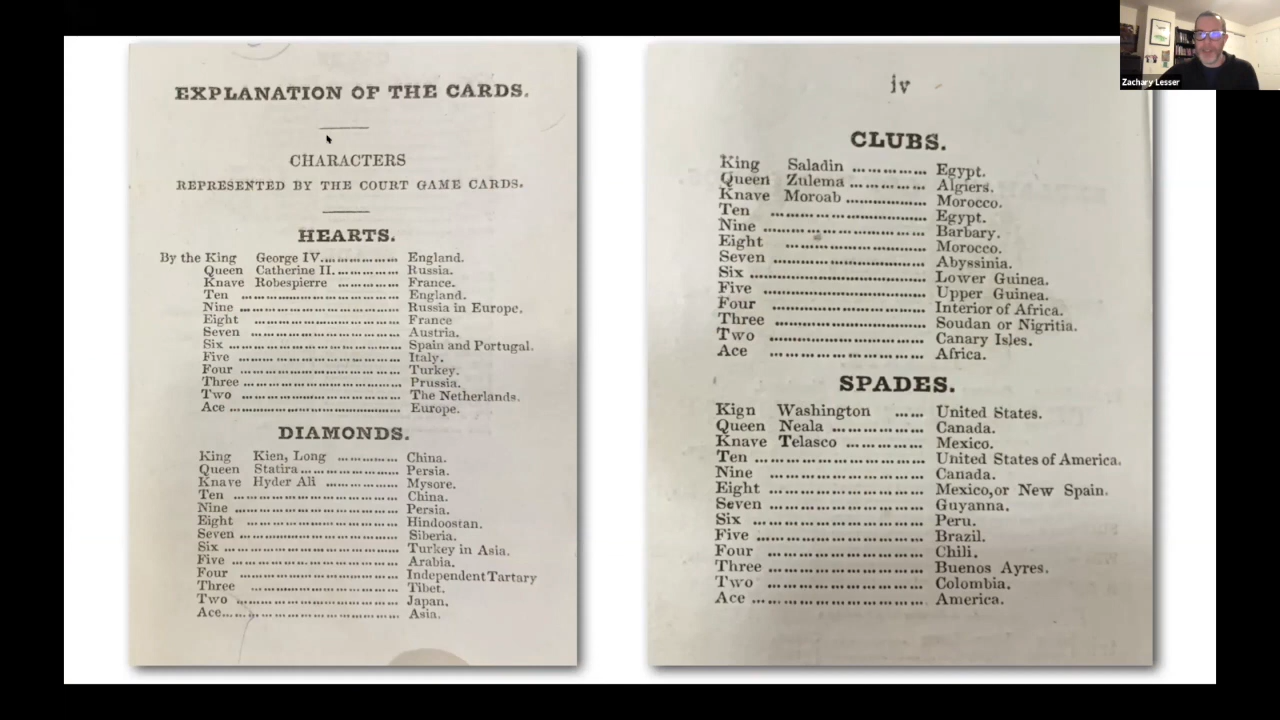 EXPLANATION OF THE CARDS.
CHARACTERS
REPRESENTED BY THE COURT GAME CARDS.
HEARTS.
By the King George IV............... England.
Queen Catherine II. ............... Russia.
Knave Robespierre ............... France.
Ten ............... England.
Nine ............... Russia in Europe.
Eight ............... France
Seven ............... Austria.
Six ............... Spain and Portugal.
Five ............... Italy.
Four ............... Turkey.
Three ............... Prussia.
Two ............... The Netherlands.
Ace ............... Europe.
DIAMONDS.
King Kien, Long ............... China.
Queen Statira ............... Persia.
Knave Hyder Ali ............... Mysore.
Ten ............... China.
Nine ............... Persia.
Eight ............... Hindoostan.
Seven ............... Siberia.
Six ............... Turkey in Asia.
Five ............... Arabia.
Four ............... Independent Tartary
Three ............... Tibet.
Two ............... Japan.
Ace ............... Asia.
iv
CLUBS.
King Saladin ............... Egypt.
Queen Zulema ............... Algiers.
Knave Moroab ............... Morocco.
Ten ............... Egypt.
Nine ............... Barbary.
Eight ............... Morocco.
Seven ............... Abyssinia.
Six ............... Lower Guinea.
Five ............... Upper Guinea.
Four ............... Interior of Africa.
Three ............... Soudan or Nigritia.
Two ............... Canary Isles.
Ace ............... Africa.
SPADES.
Kign Washington ...... United States.
Queen Neala ............... Canada.
Knave Telasco ............... Mexico.
Ten ............... United States of America.
Nine ............... Canada.
Eight ............... Mexico, or New Spain.
Seven ............... Guyanna.
Six ............... Peru.
Five ............... Brazil.
Four ............... Chili.
Three ............... Buenos Ayres.
Two ............... Colombia.
Ace ............... America.
Zachary Lesser